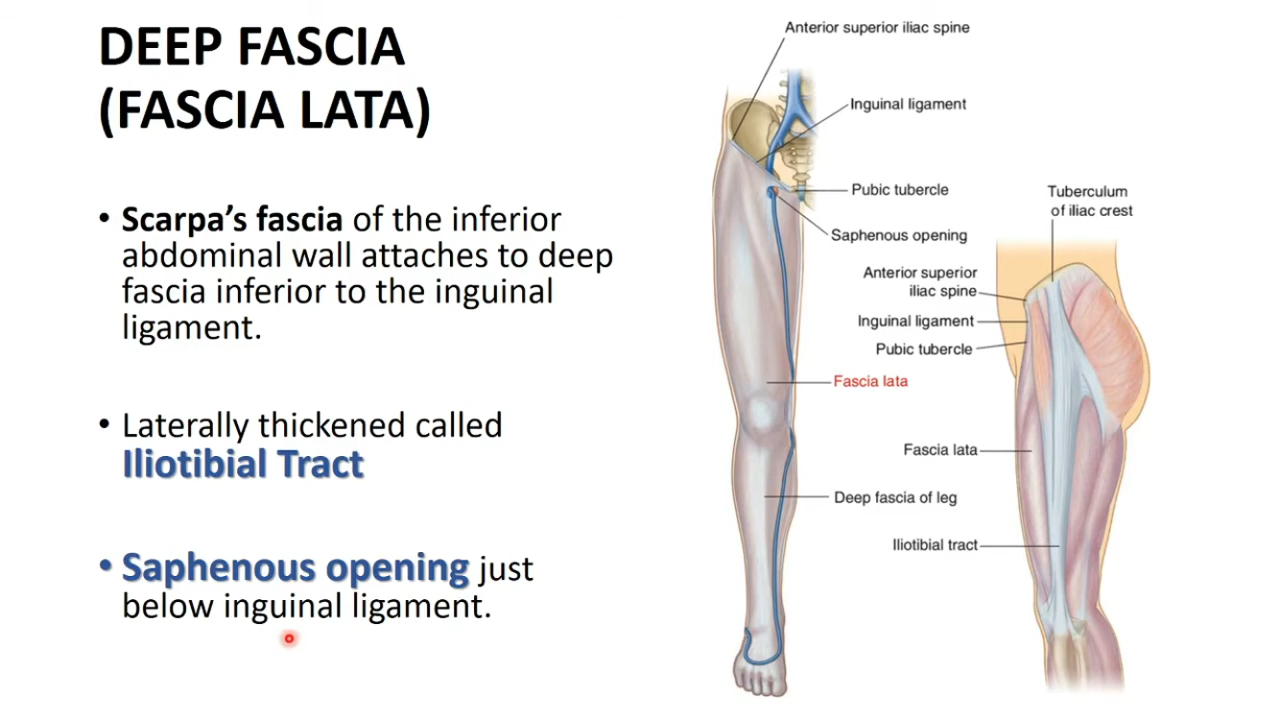 DEEP FASCIA
(FASCIA LATA)
• Scarpa’s fascia of the inferior
abdominal wall attaches to deep
fascia inferior to the inguinal
ligament.
• Laterally thickened called
Iliotibial Tract
• Saphenous opening just
below inguinal ligament.
Anterior superior iliac spine
Inguinal ligament
Pubic tubercle
Saphenous opening
Fascia lata
Deep fascia of leg
Tuberculum
of iliac crest
Anterior superior
iliac spine
Inguinal ligament
Pubic tubercle
Fascia lata
Iliotibial tract